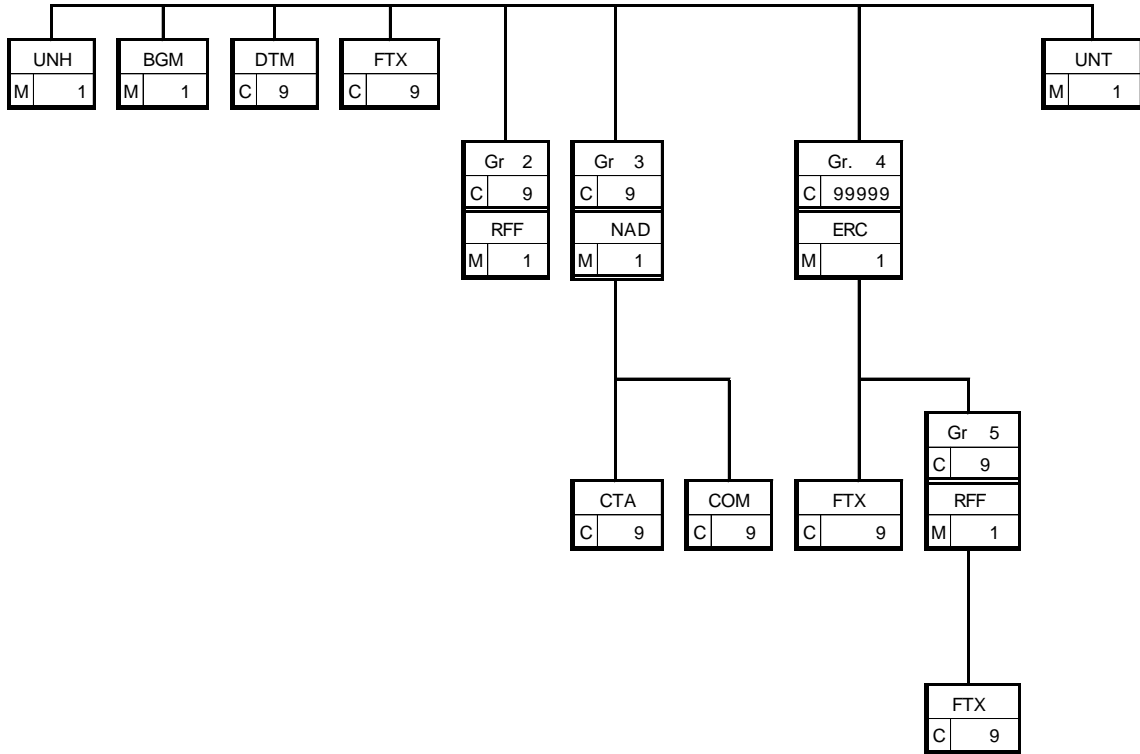 UNH BGM DTM FTX UNT
M 1 M 1 C 9 C 9 M 1
Gr 2 Gr 3 Gr. 4
C 9 C 9 C 99999
RFF NAD ERC
M 1 M 1 M 1
Gr 5
C 9
CTA COM FTX RFF
C 9 C 9 C 9 M 1
FTX
C 9